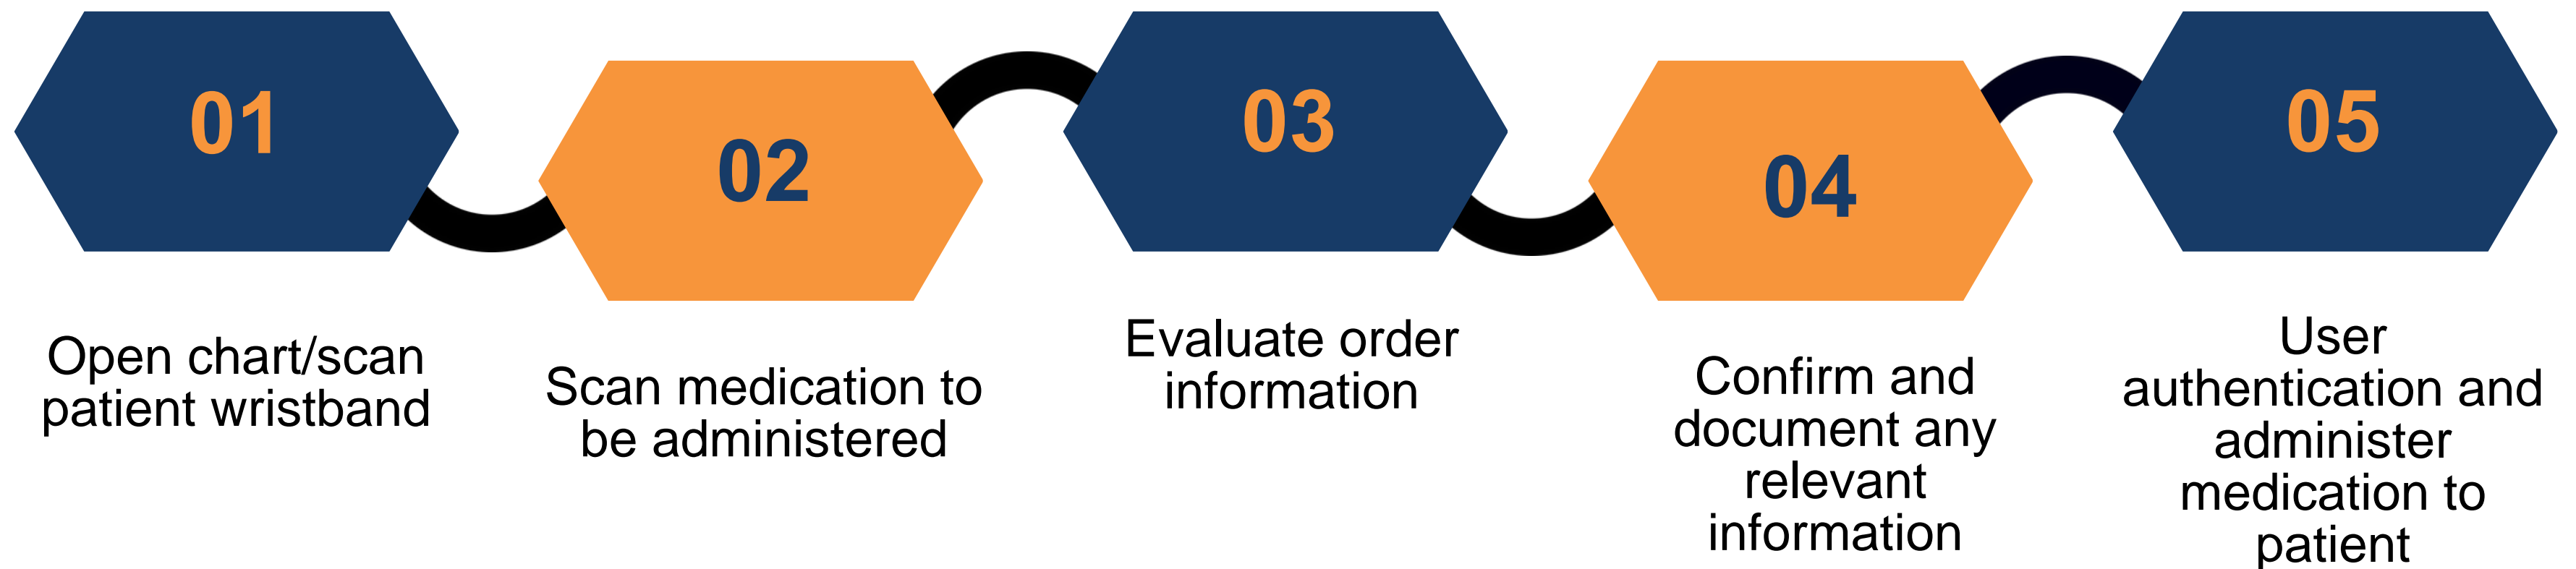 01
Open chart/scan
patient wristband
02
Scan medication to
be administered
03
Evaluate order
information
04
Confirm and
document any
relevant
information
05
User
authentication and
administer
medication to
patient